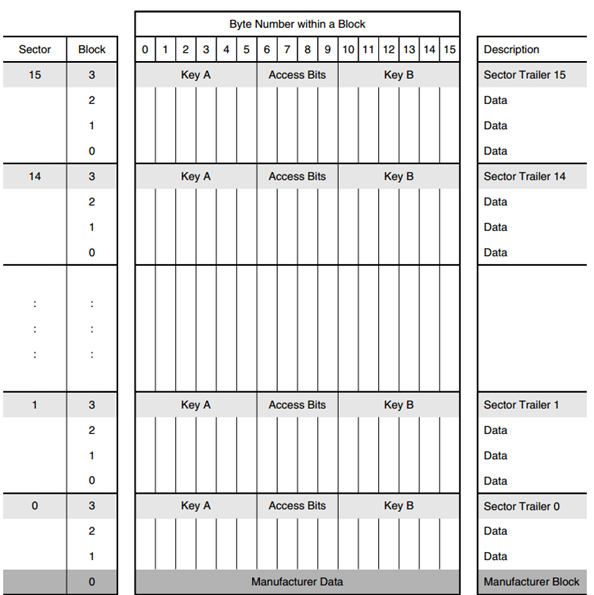 Byte Number within a Block
Sector Block 0 1 2 3 4 5 6 7 8 9 10 11 12 13 14 15 Description
15 3 Key A Access Bits Key B Sector Trailer 15
2 Data
1 Data
0 Data
14 3 Key A Access Bits Key B Sector Trailer 14
2 Data
1 Data
0 Data
: :
: :
: :
1 3 Key A Access Bits Key B Sector Trailer 1
2 Data
1 Data
0 Data
0 3 Key A Access Bits Key B Sector Trailer 0
2 Data
1 Data
0 Manufacturer Data Manufacturer Block